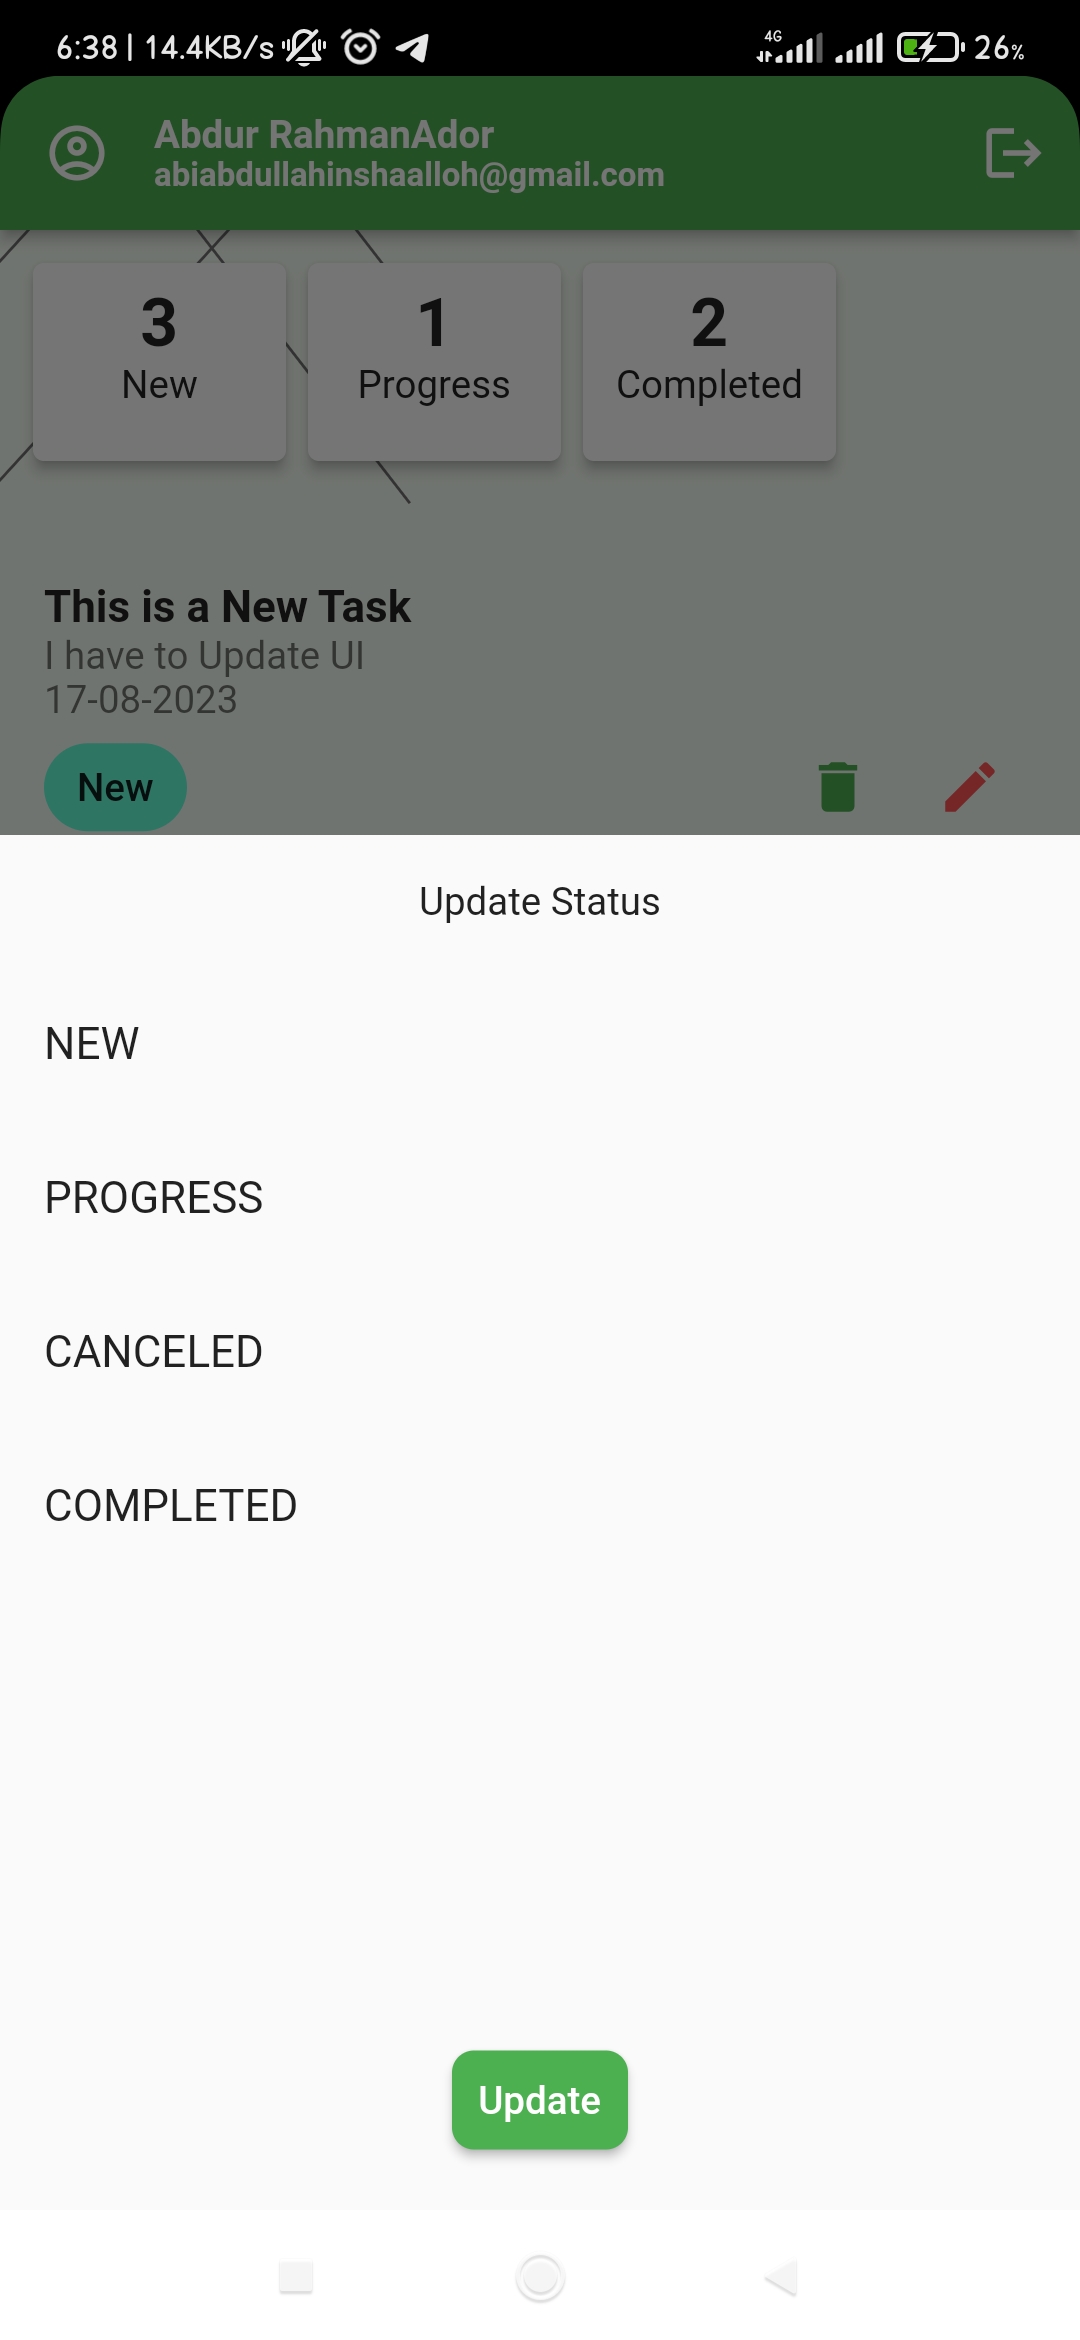 6:38 | 14.4KB/s 4G 26%
Abdur RahmanAdor
abiabdullahinshaalloh@gmail.com
3 1 2
New Progress Completed
This is a New Task
I have to Update UI
17-08-2023
New
Update Status
NEW
PROGRESS
CANCELED
COMPLETED
Update